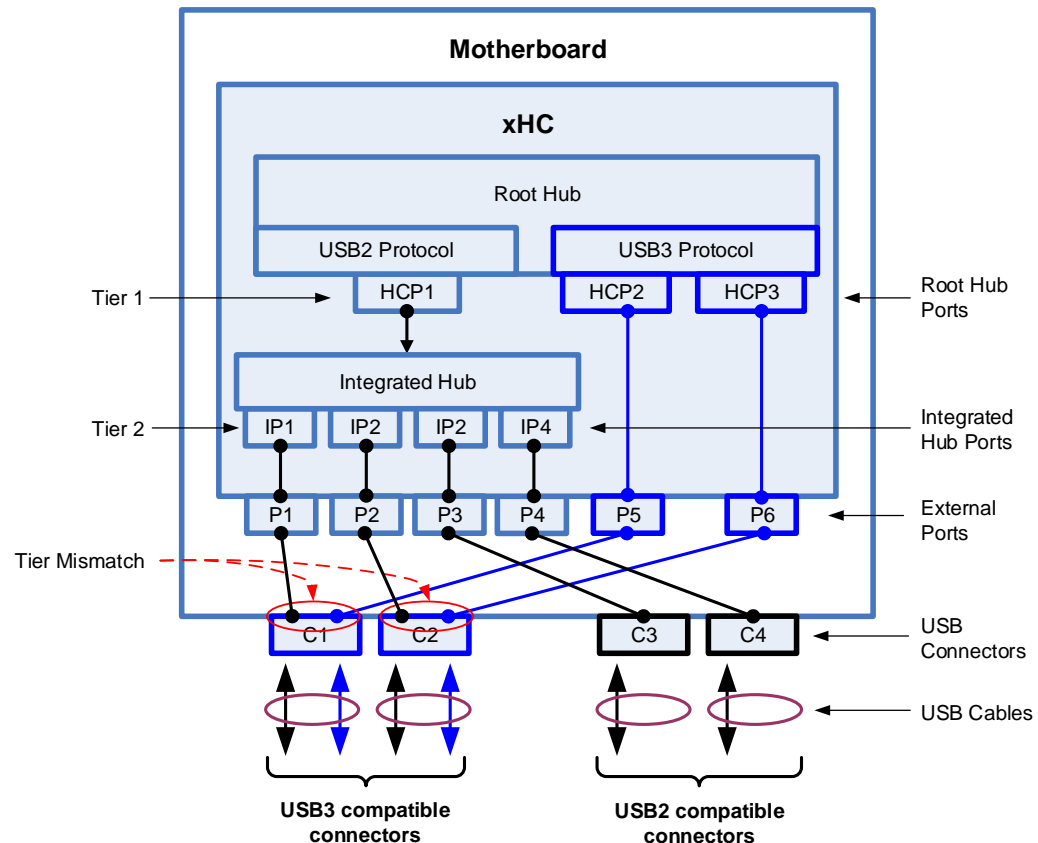 Motherboard
xHC
Root Hub
USB2 Protocol
USB3 Protocol
Tier 1
HCP1
HCP2
HCP3
Root Hub
Ports
Integrated Hub
Tier 2
IP1
IP2
IP2
IP4
Integrated
Hub Ports
P1
P2
P3
P4
P5
P6
External
Ports
Tier Mismatch
C1
C2
C3
C4
USB
Connectors
USB Cables
USB3 compatible
connectors
USB2 compatible
connectors